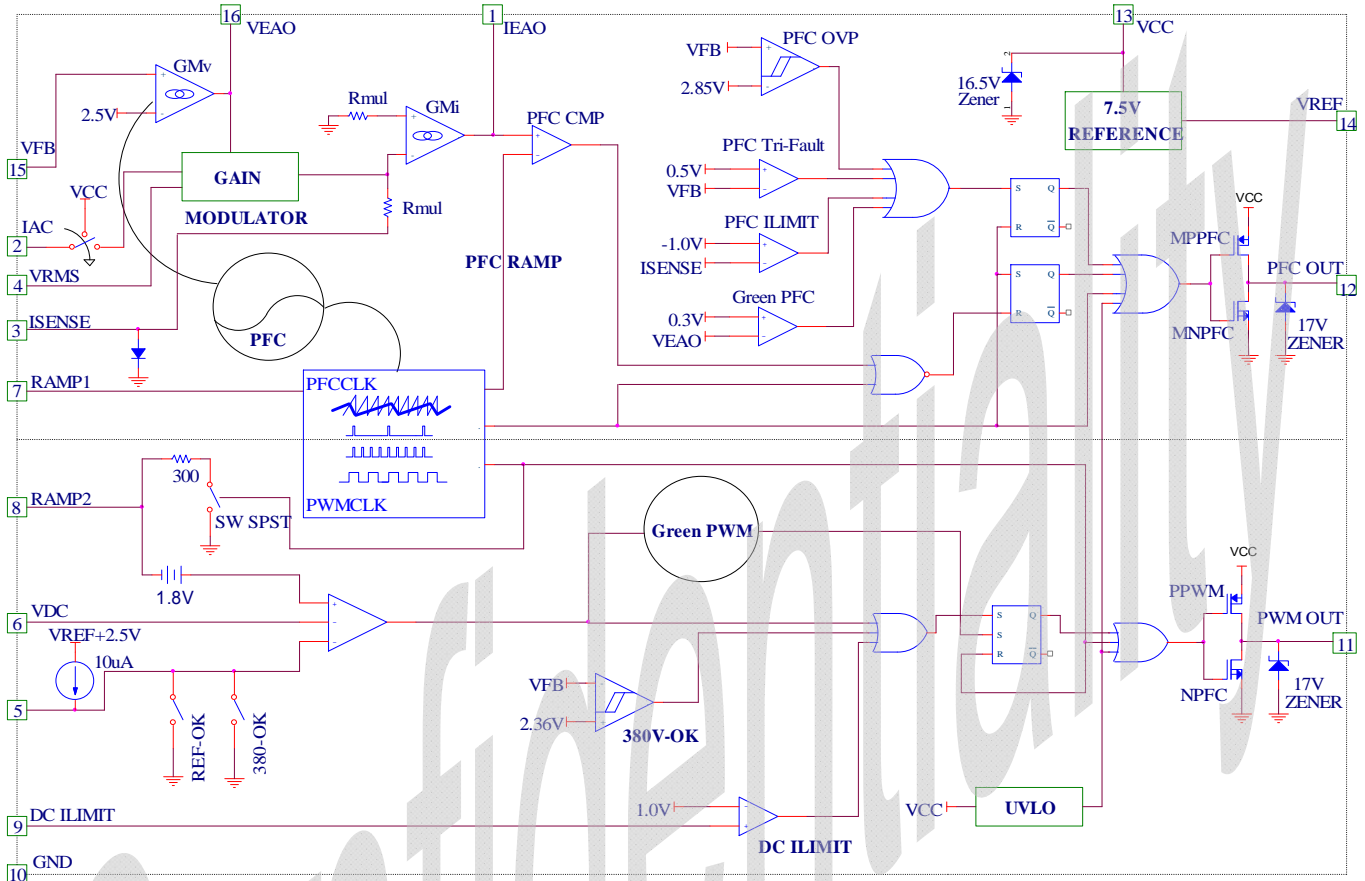 16
VEAO
1
IEAO
13
VCC
GMv
2.5V
VFB
15
GAIN
MODULATOR
VCC
IAC
2
VRMS
4
ISENSE
3
RAMP1
7
Rmul
GMi
Rmul
PFC CMP
PFC RAMP
PFC
PFCCLK
PWMCLK
PFC OVP
VFB
2.85V
PFC Tri-Fault
0.5V
VFB
PFC ILIMIT
-1.0V
ISENSE
Green PFC
0.3V
VEAO
16.5V
Zener
2
1
7.5V
REFERENCE
VREF
14
S Q
R Q
S Q
R Q
VCC
MPPFC
PFC OUT
12
MNPFC
17V
ZENER
300
RAMP2
8
SW SPST
1.8V
VDC
6
VREF+2.5V
10uA
5
REF-OK
380-OK
Green PWM
VFB
2.36V
380V-OK
S Q
S
R Q
VCC
PPWM
PWM OUT
11
NPFC
17V
ZENER
1.0V
DC ILIMIT
DC ILIMIT
9
VCC
UVLO
GND
10
onfidentiality